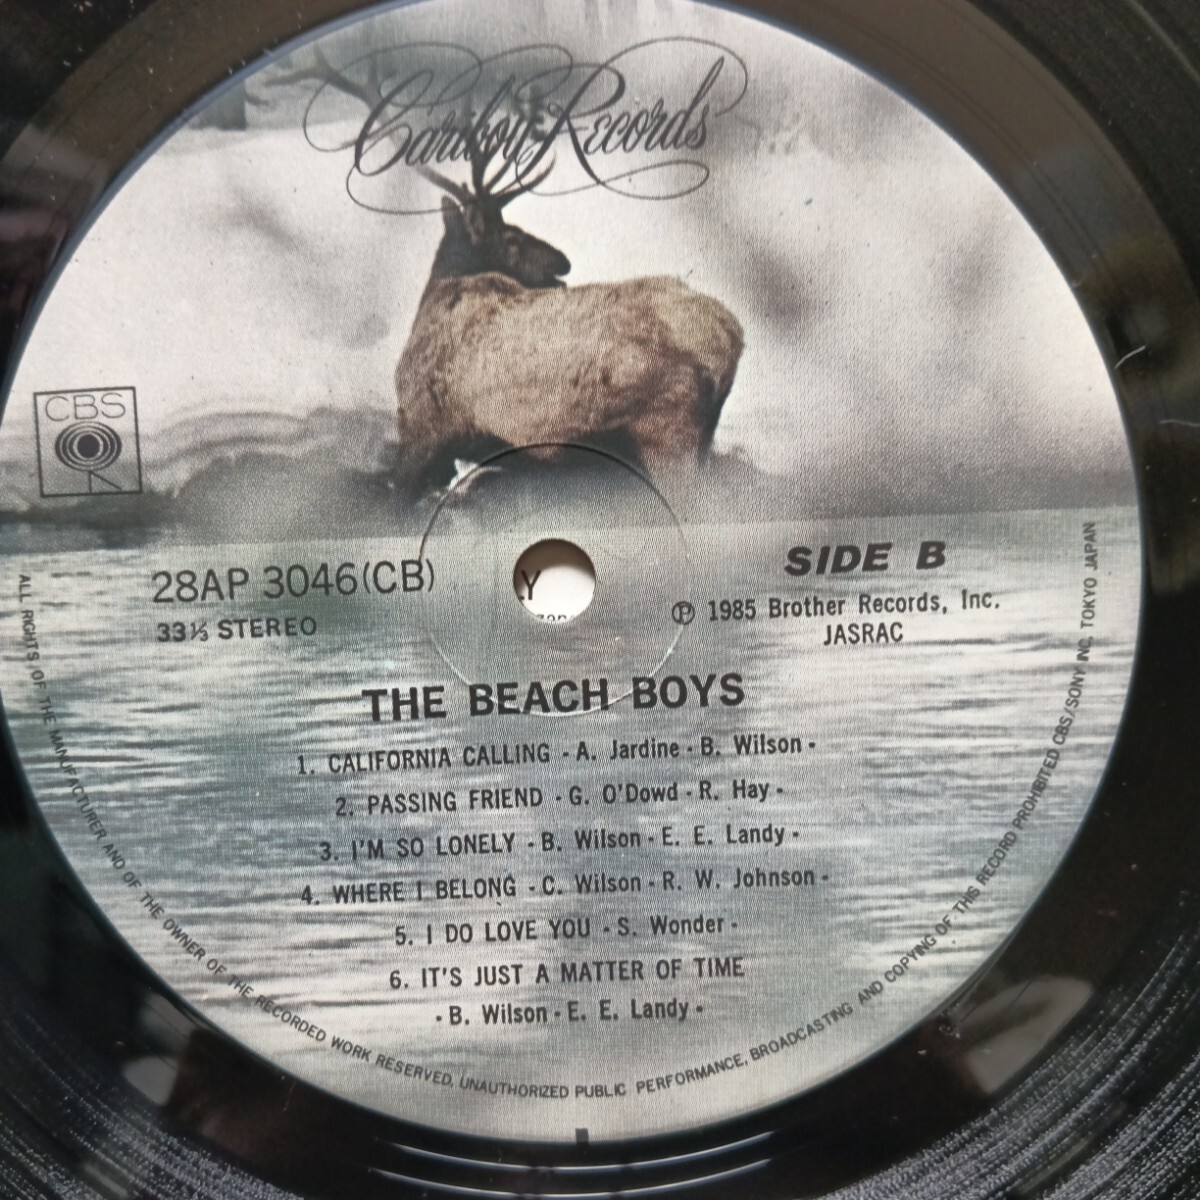 Caribou Records
CBS
28AP 3046(CB)
33⅓ STEREO
SIDE B
Ⓟ 1985 Brother Records, Inc.
JASRAC
Y
THE BEACH BOYS
1. CALIFORNIA CALLING - A. Jardine - B. Wilson -
2. PASSING FRIEND - G. O'Dowd - R. Hay -
3. I'M SO LONELY - B. Wilson - E. E. Landy -
4. WHERE I BELONG - C. Wilson - R. W. Johnson -
5. I DO LOVE YOU - S. Wonder -
6. IT'S JUST A MATTER OF TIME
- B. Wilson - E. E. Landy -
ALL RIGHTS OF THE MANUFACTURER AND OF THE OWNER OF THE RECORDED WORK RESERVED. UNAUTHORIZED PUBLIC PERFORMANCE, BROADCASTING AND COPYING OF THIS RECORD PROHIBITED CBS/SONY INC. TOKYO JAPAN